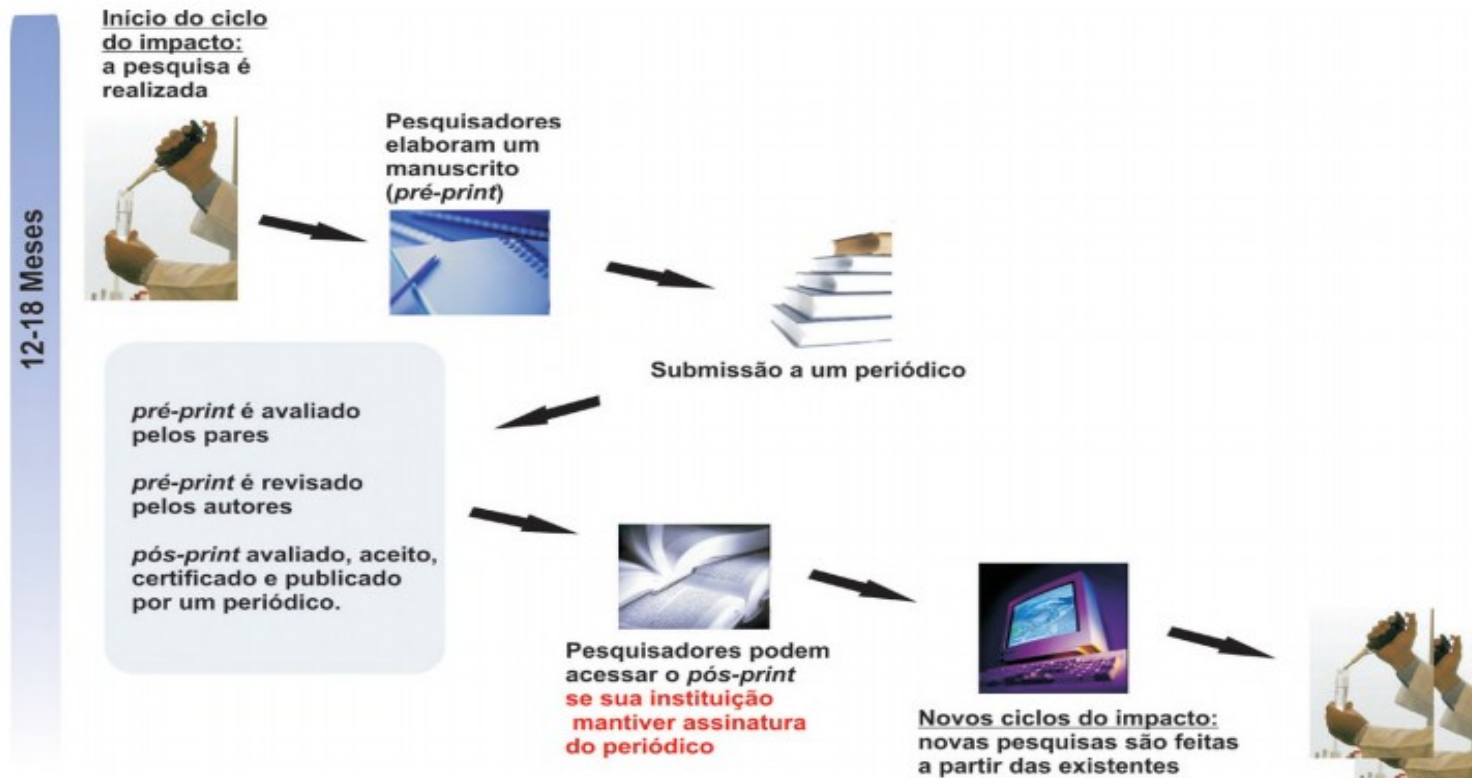 Início do ciclo
do impacto:
a pesquisa é
realizada
Pesquisadores
elaboram um
manuscrito
(pré-print)
12-18 Meses
Submissão a um periódico
pré-print é avaliado
pelos pares
pré-print é revisado
pelos autores
pós-print avaliado, aceito,
certificado e publicado
por um periódico.
Pesquisadores podem
acessar o pós-print
se sua instituição
mantiver assinatura
do periódico
Novos ciclos do impacto:
novas pesquisas são feitas
a partir das existentes